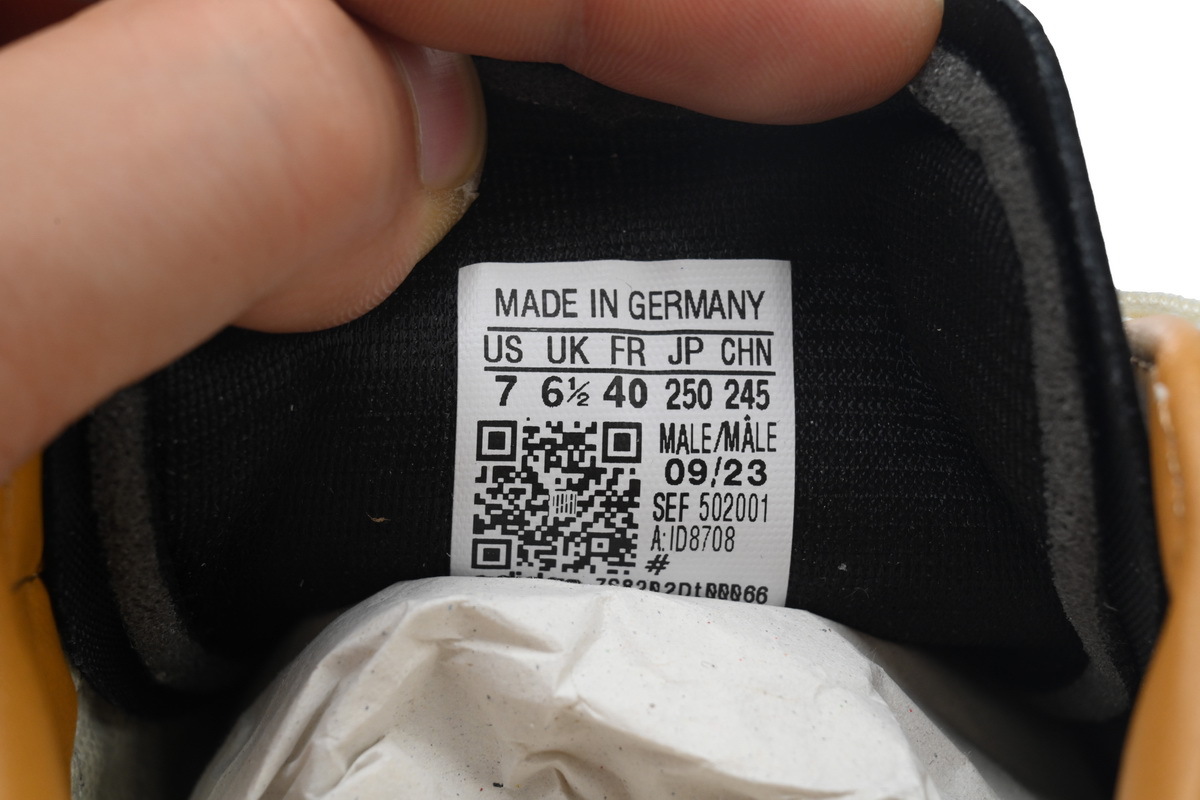 MADE IN GERMANY
US UK FR JP CHN
7 6½ 40 250 245
MALE/MÂLE
09/23
SEF 502001
A:ID8708
#